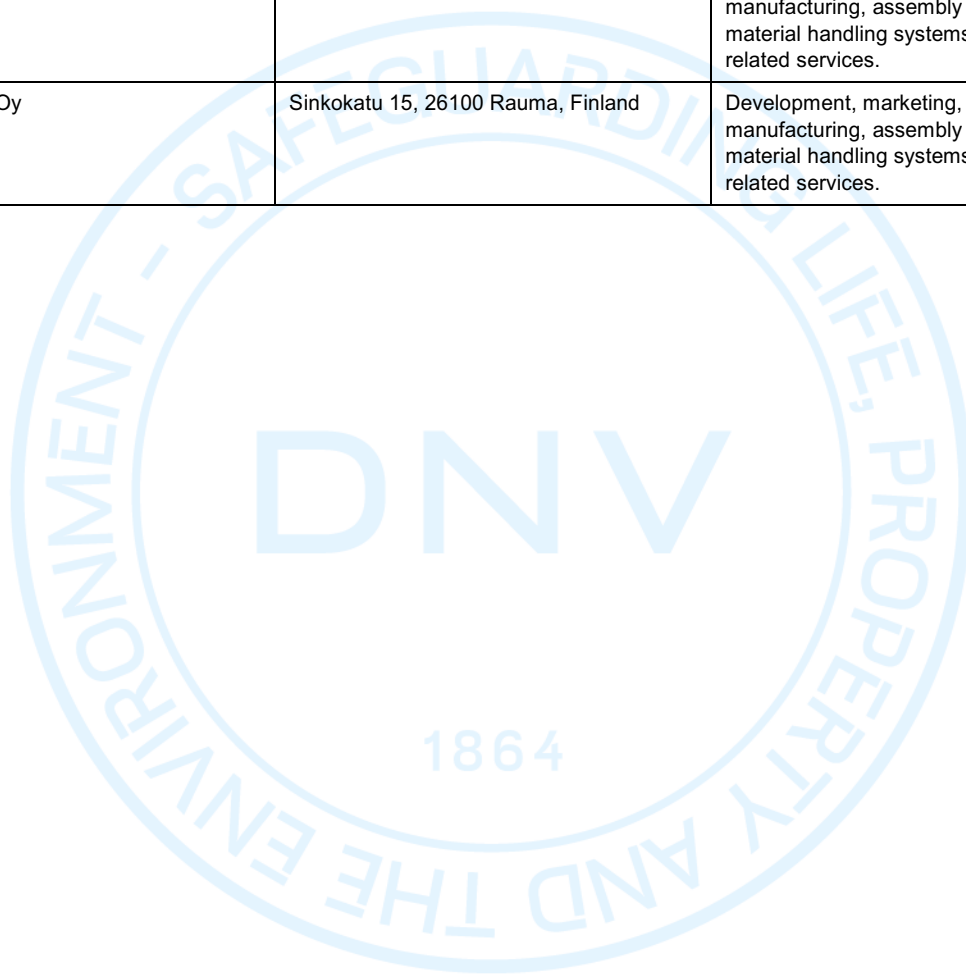 manufacturing, assembly
material handling systems
related services.
Oy
Sinkokatu 15, 26100 Rauma, Finland
Development, marketing,
manufacturing, assembly
material handling systems
related services.
SAFEGUARDING LIFE, PROPERTY AND THE ENVIRONMENT -
DNV
1864